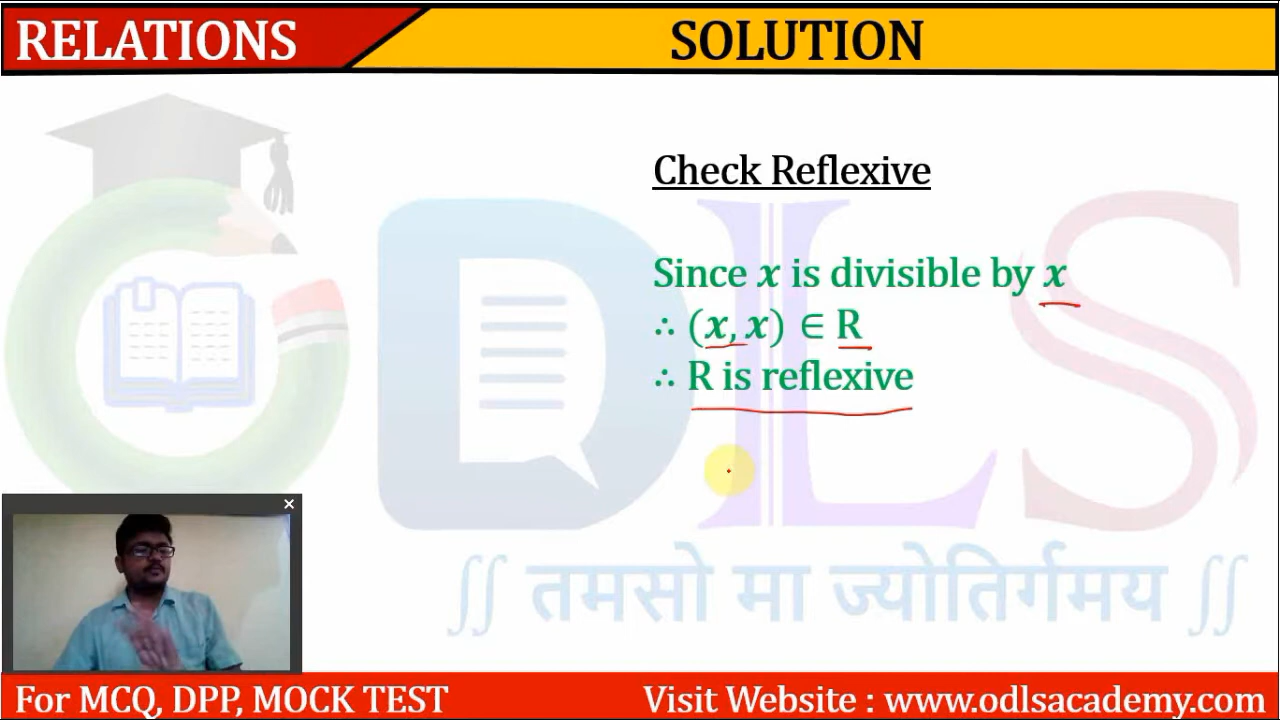 RELATIONS
SOLUTION
Check Reflexive
Since x is divisible by x
∴ (x, x) ∈ R
∴ R is reflexive
DLS
∬ तमसो मा ज्योतिर्गमय ∬
For MCQ, DPP, MOCK TEST
Visit Website : www.odlsacademy.com